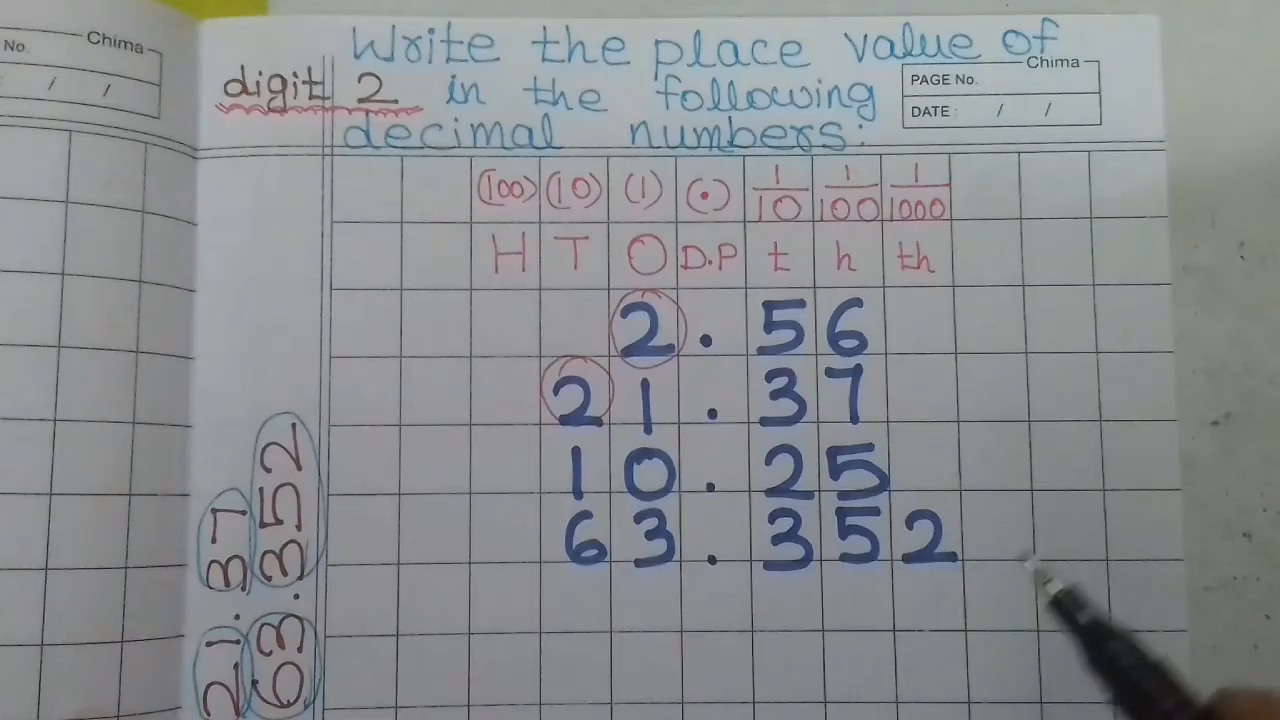 No. Chima
/ /
Write the place value of
digit 2 in the following
decimal numbers:
Chima
PAGE No.
DATE : / /
(100) (10) (1) (•) 1/10 1/100 1/1000
H T O D.P t h th
2 . 5 6
2 1 . 3 7
1 0 . 2 5
6 3 . 3 5 2
21.37
63.352